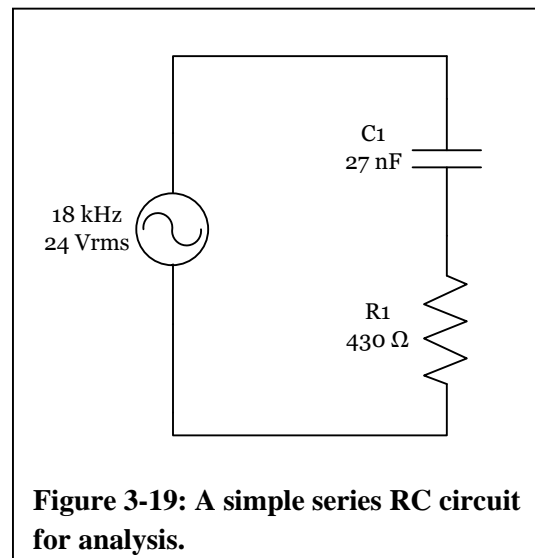 C1
27 nF
18 kHz
24 Vrms
R1
430 Ω
Figure 3-19: A simple series RC circuit
for analysis.